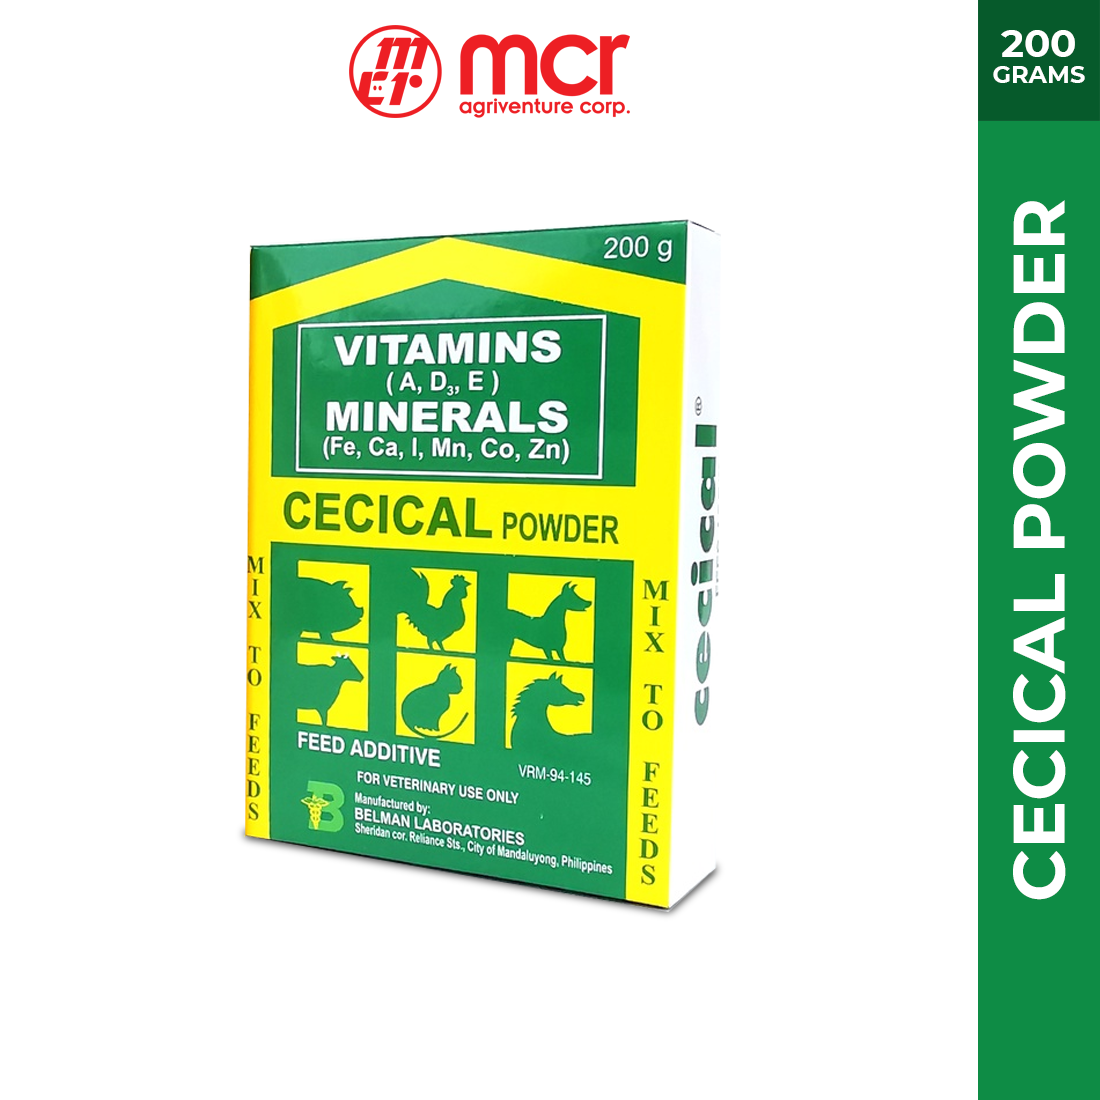 mcr
mcr
agriventure corp.
200
GRAMS
CECICAL POWDER
200 g
VITAMINS
( A, D₃, E )
MINERALS
(Fe, Ca, I, Mn, Co, Zn)
CECICAL POWDER
MIX TO FEEDS
MIX TO FEEDS
FEED ADDITIVE
VRM-94-145
FOR VETERINARY USE ONLY
B
Manufactured by:
BELMAN LABORATORIES
Sheridan cor. Reliance Sts., City of Mandaluyong, Philippines
cecical®